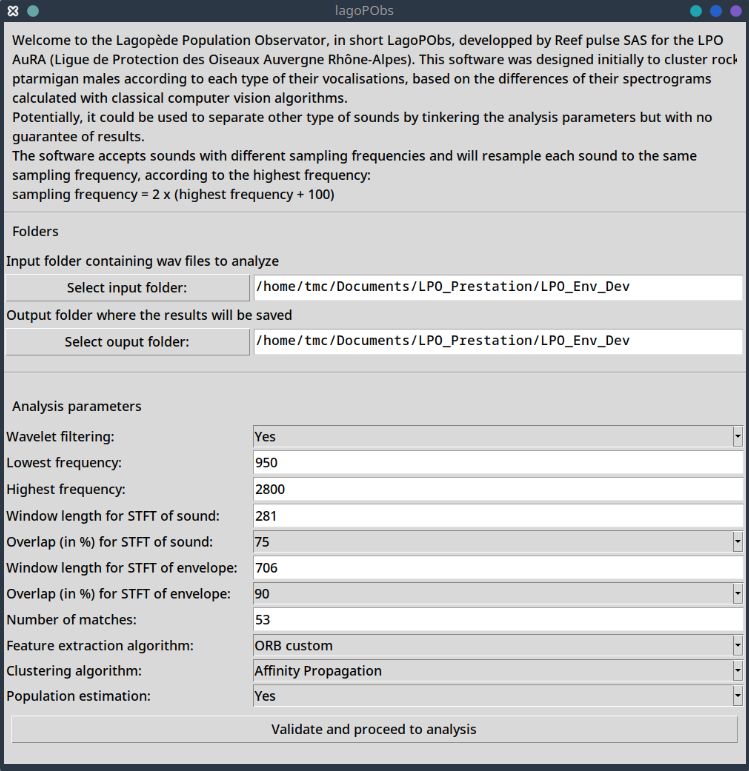 lagoPObs
Welcome to the Lagopède Population Observator, in short LagoPObs, developped by Reef pulse SAS for the LPO
AuRA (Ligue de Protection des Oiseaux Auvergne Rhône-Alpes). This software was designed initially to cluster rock
ptarmigan males according to each type of their vocalisations, based on the differences of their spectrograms
calculated with classical computer vision algorithms.
Potentially, it could be used to separate other type of sounds by tinkering the analysis parameters but with no
guarantee of results.
The software accepts sounds with different sampling frequencies and will resample each sound to the same
sampling frequency, according to the highest frequency:
sampling frequency = 2 x (highest frequency + 100)
Folders
Input folder containing wav files to analyze
Select input folder: /home/tmc/Documents/LPO_Prestation/LPO_Env_Dev
Output folder where the results will be saved
Select ouput folder: /home/tmc/Documents/LPO_Prestation/LPO_Env_Dev
Analysis parameters
Wavelet filtering: Yes
Lowest frequency: 950
Highest frequency: 2800
Window length for STFT of sound: 281
Overlap (in %) for STFT of sound: 75
Window length for STFT of envelope: 706
Overlap (in %) for STFT of envelope: 90
Number of matches: 53
Feature extraction algorithm: ORB custom
Clustering algorithm: Affinity Propagation
Population estimation: Yes
Validate and proceed to analysis